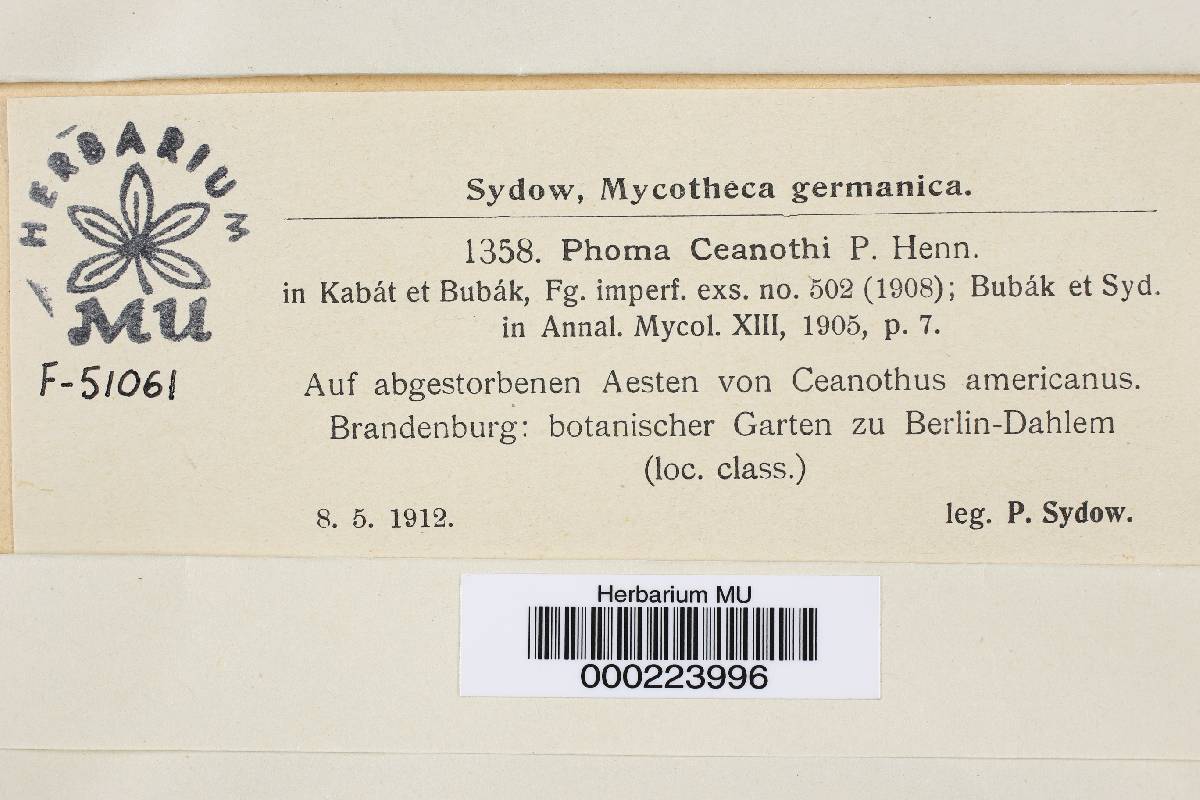 HERBARIUM
MU
F-51061
Sydow, Mycotheca germanica.
1358. Phoma Ceanothi P. Henn.
in Kabát et Bubák, Fg. imperf. exs. no. 502 (1908); Bubák et Syd.
in Annal. Mycol. XIII, 1905, p. 7.
Auf abgestorbenen Aesten von Ceanothus americanus.
Brandenburg: botanischer Garten zu Berlin-Dahlem
(loc. class.)
8. 5. 1912. leg. P. Sydow.
Herbarium MU
000223996